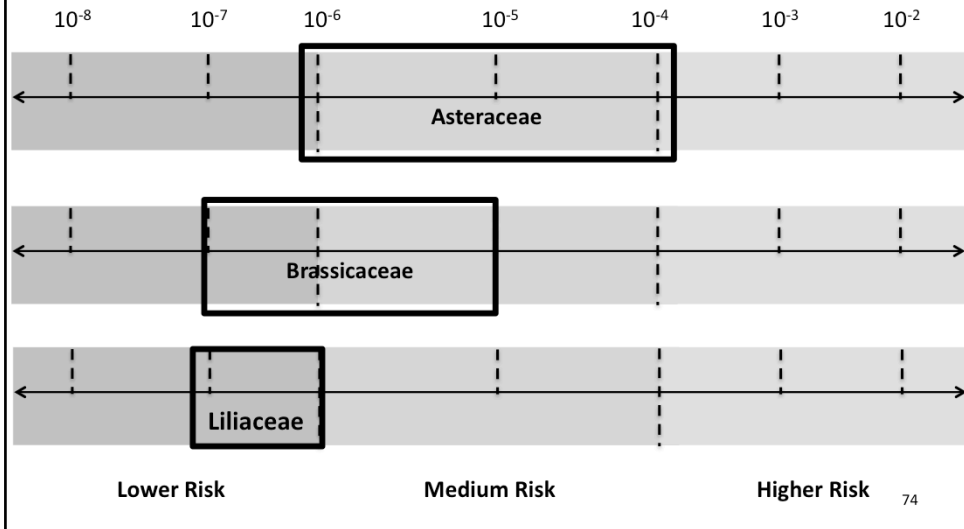 10-8 10-7 10-6 10-5 10-4 10-3 10-2
Asteraceae
Brassicaceae
Liliaceae
Lower Risk Medium Risk Higher Risk 74